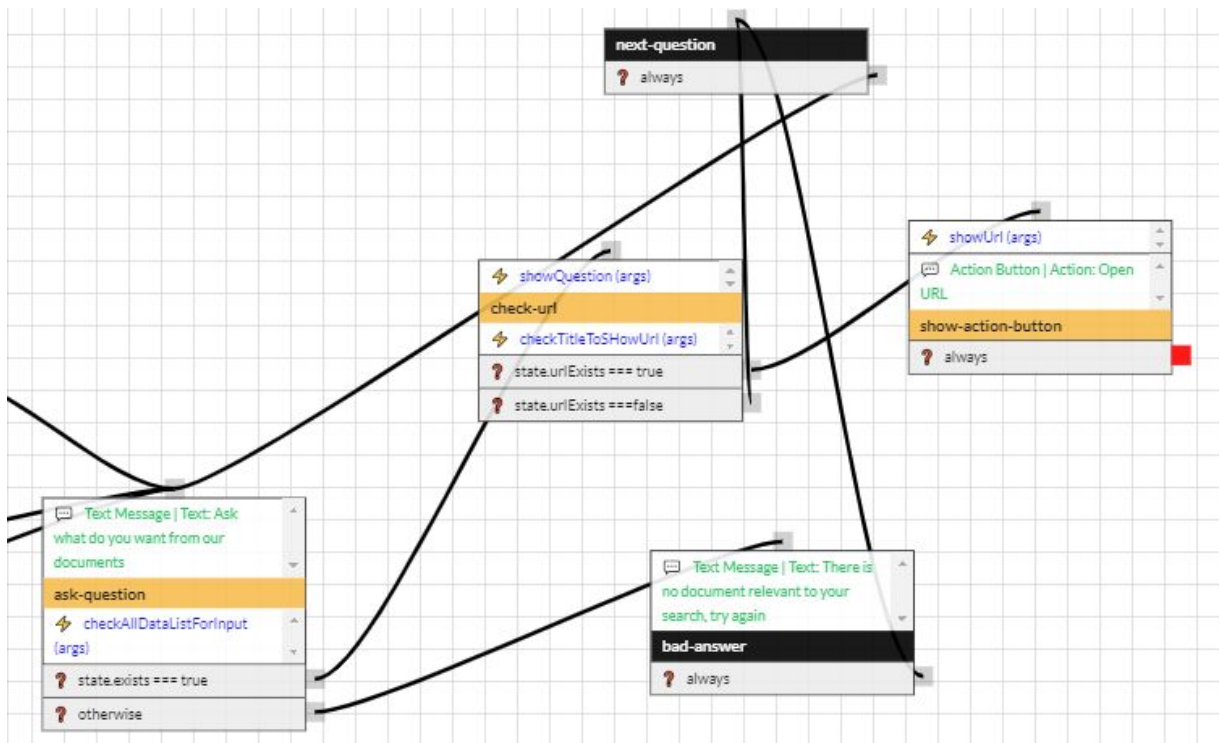 next-question
always
showQuestion (args)
check-url
checkTitleToSHowUrl (args)
state.urlExists === true
state.urlExists ===false
showUrl (args)
Action Button | Action: Open
URL
show-action-button
always
Text Message | Text: Ask
what do you want from our
documents
ask-question
checkAllDataListForInput
(args)
state.exists === true
otherwise
Text Message | Text: There is
no document relevant to your
search, try again
bad-answer
always